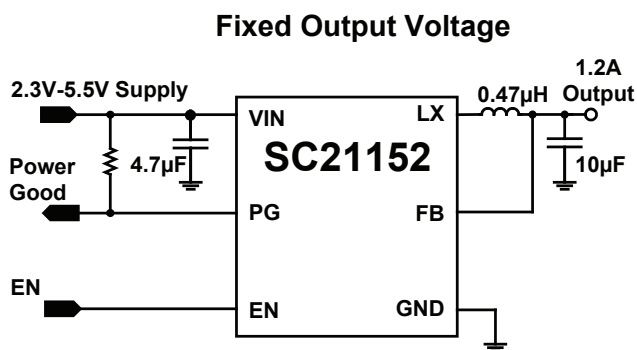 Fixed Output Voltage
2.3V-5.5V Supply
1.2A
0.47µH Output
VIN
LX
SC21152
4.7µF
10µF
Power
Good
PG
FB
EN
EN
GND